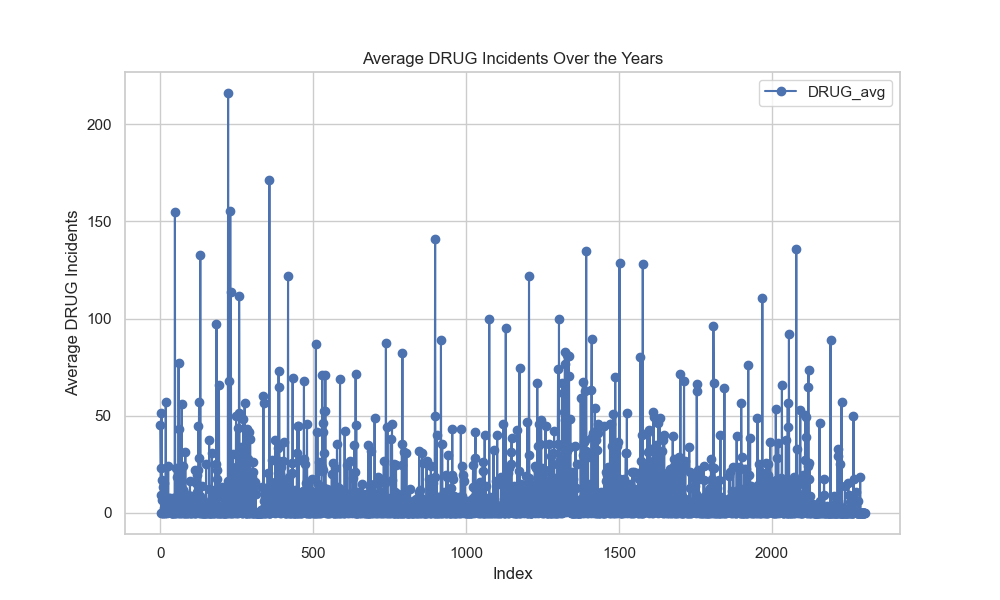 Average DRUG Incidents Over the Years
DRUG_avg
Average DRUG Incidents
200
150
100
50
0
0 500 1000 1500 2000
Index